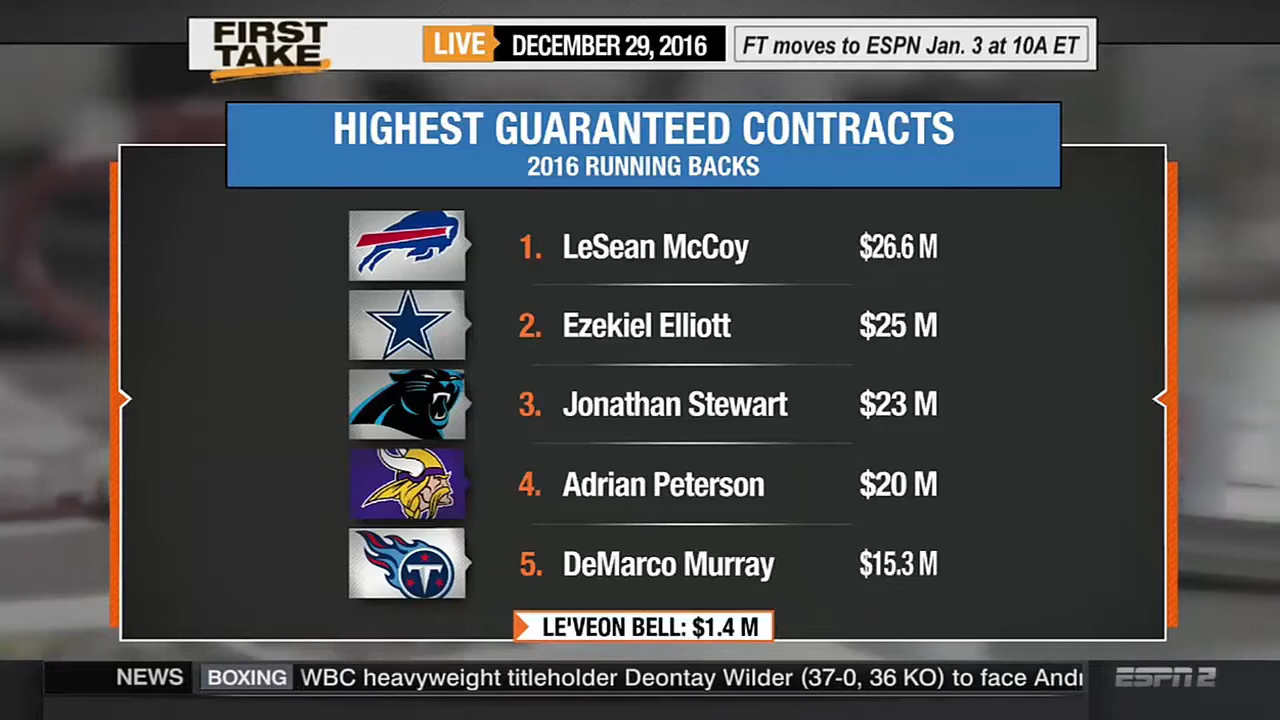 FIRST TAKE
LIVE DECEMBER 29, 2016 FT moves to ESPN Jan. 3 at 10A ET
HIGHEST GUARANTEED CONTRACTS
2016 RUNNING BACKS
1. LeSean McCoy $26.6 M
2. Ezekiel Elliott $25 M
3. Jonathan Stewart $23 M
4. Adrian Peterson $20 M
5. DeMarco Murray $15.3 M
LE'VEON BELL: $1.4 M
NEWS BOXING WBC heavyweight titleholder Deontay Wilder (37-0, 36 KO) to face Andr
ESPN 2